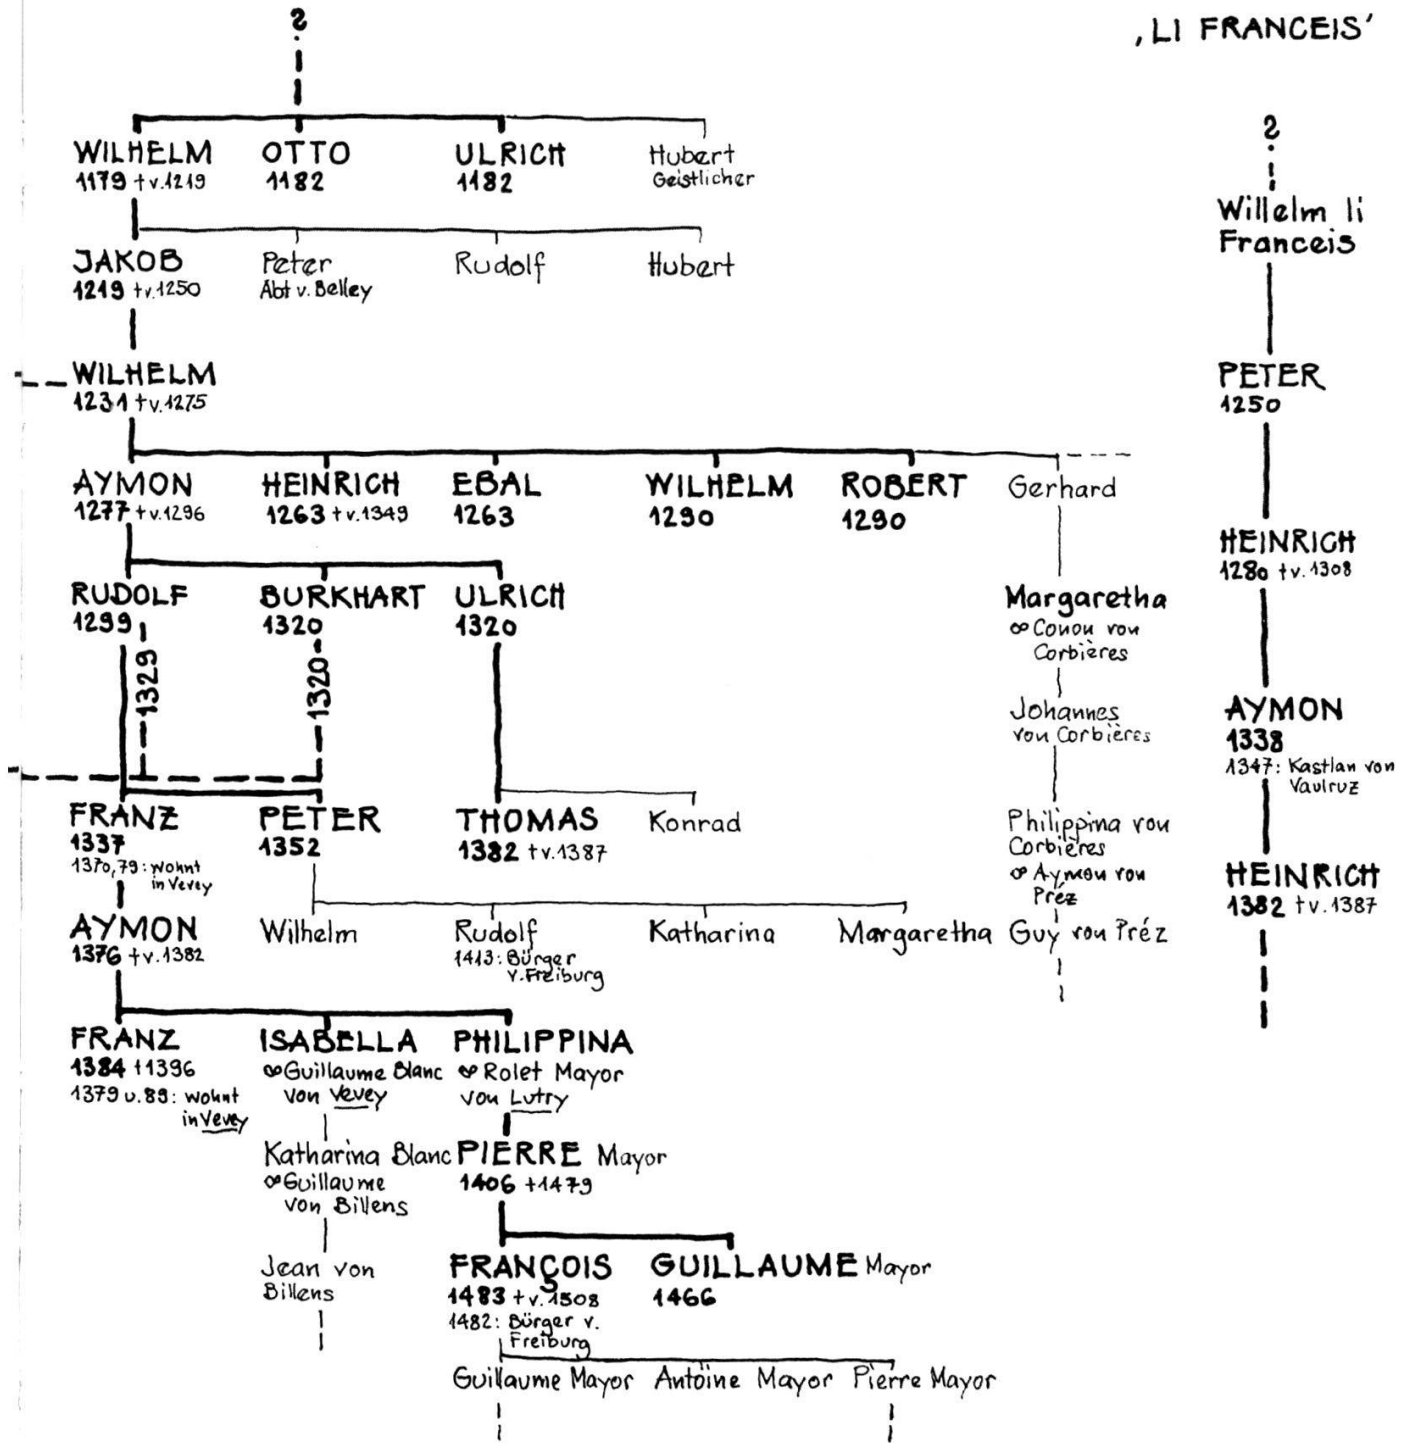 ?
‚LI FRANCEIS'
?
WILHELM
1179 †v.1219
OTTO
1182
ULRICH
1182
Hubert
Geistlicher
Willelm li
Franceis
JAKOB
1219 †v.1250
Peter
Abt v. Belley
Rudolf
Hubert
WILHELM
1231 †v.1275
PETER
1250
AYMON
1277 †v.1296
HEINRICH
1263 †v.1349
EBAL
1263
WILHELM
1290
ROBERT
1290
Gerhard
HEINRICH
1280 †v.1308
RUDOLF
1299
1329
BURKHART
1320
1320
ULRICH
1320
Margaretha
∞ Conon von
Corbières
Johannes
von Corbières
AYMON
1338
1347: Kastlan von
Vaulruz
FRANZ
1337
1370,79: wohnt
in Vevey
PETER
1352
THOMAS
1382 †v.1387
Konrad
Philippina von
Corbières
∞ Aymon von
Préz
HEINRICH
1382 †v.1387
AYMON
1376 †v.1382
Wilhelm
Rudolf
1413: Bürger
v. Freiburg
Katharina
Margaretha
Guy von Préz
FRANZ
1384 †1396
1379 u. 89: wohnt
in Vevey
ISABELLA
∞ Guillaume Blanc
von Vevey
PHILIPPINA
∞ Rolet Mayor
von Lutry
Katharina Blanc
∞ Guillaume
von Billens
PIERRE Mayor
1406 †1479
Jean von
Billens
FRANÇOIS
1483 †v.1508
1482: Bürger v.
Freiburg
GUILLAUME Mayor
1466
Guillaume Mayor
Antöine Mayor
Pierre Mayor